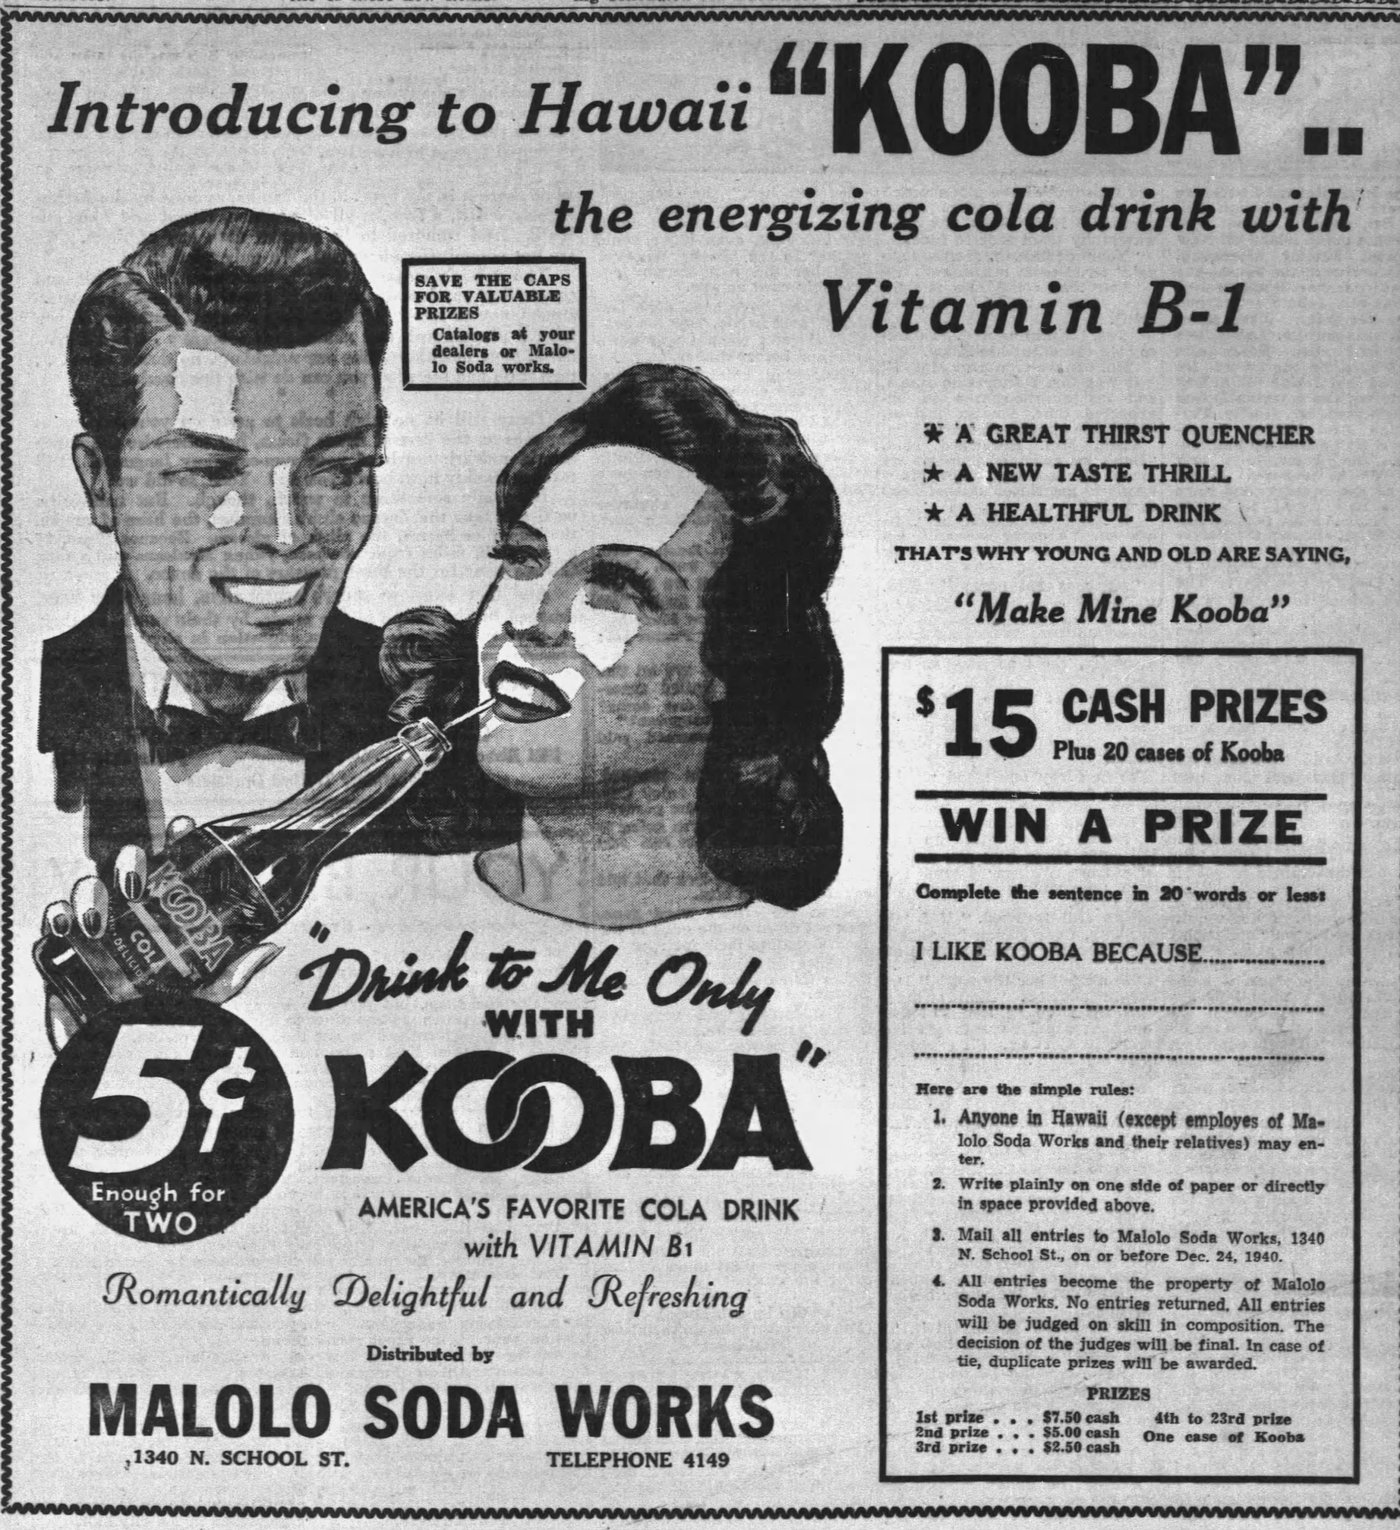 Introducing to Hawaii "KOOBA"..
the energizing cola drink with
Vitamin B-1
SAVE THE CAPS
FOR VALUABLE
PRIZES
Catalogs at your
dealers or Malo-
lo Soda works.
★ A GREAT THIRST QUENCHER
★ A NEW TASTE THRILL
★ A HEALTHFUL DRINK
THAT'S WHY YOUNG AND OLD ARE SAYING,
"Make Mine Kooba"
KOOBA
COLA
DELICIOUS
"Drink to Me Only
WITH
KOOBA"
5¢
Enough for
TWO
AMERICA'S FAVORITE COLA DRINK
with VITAMIN B1
Romantically Delightful and Refreshing
Distributed by
MALOLO SODA WORKS
1340 N. SCHOOL ST. TELEPHONE 4149
$15 CASH PRIZES
Plus 20 cases of Kooba
WIN A PRIZE
Complete the sentence in 20 words or less:
I LIKE KOOBA BECAUSE......................
Here are the simple rules:
1. Anyone in Hawaii (except employes of Ma-
lolo Soda Works and their relatives) may en-
ter.
2. Write plainly on one side of paper or directly
in space provided above.
3. Mail all entries to Malolo Soda Works, 1340
N. School St., on or before Dec. 24, 1940.
4. All entries become the property of Malolo
Soda Works. No entries returned. All entries
will be judged on skill in composition. The
decision of the judges will be final. In case of
tie, duplicate prizes will be awarded.
PRIZES
1st prize . . . $7.50 cash
2nd prize . . . $5.00 cash
3rd prize . . . $2.50 cash
4th to 23rd prize
One case of Kooba